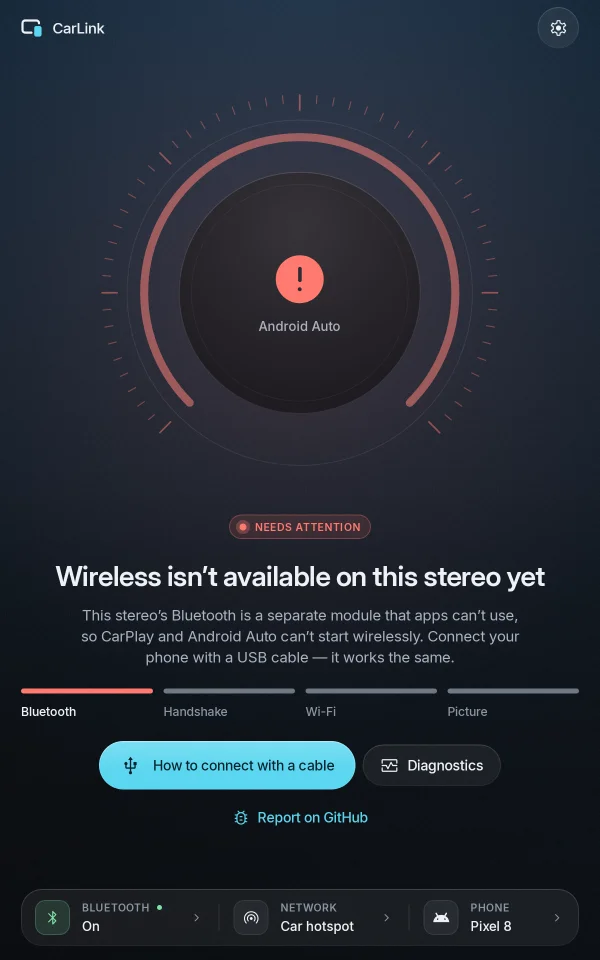 CarLink
Android Auto
NEEDS ATTENTION
Wireless isn’t available on this stereo yet
This stereo’s Bluetooth is a separate module that apps can’t use,
so CarPlay and Android Auto can’t start wirelessly. Connect your
phone with a USB cable — it works the same.
Bluetooth
Handshake
Wi-Fi
Picture
How to connect with a cable
Diagnostics
Report on GitHub
BLUETOOTH
On
NETWORK
Car hotspot
PHONE
Pixel 8